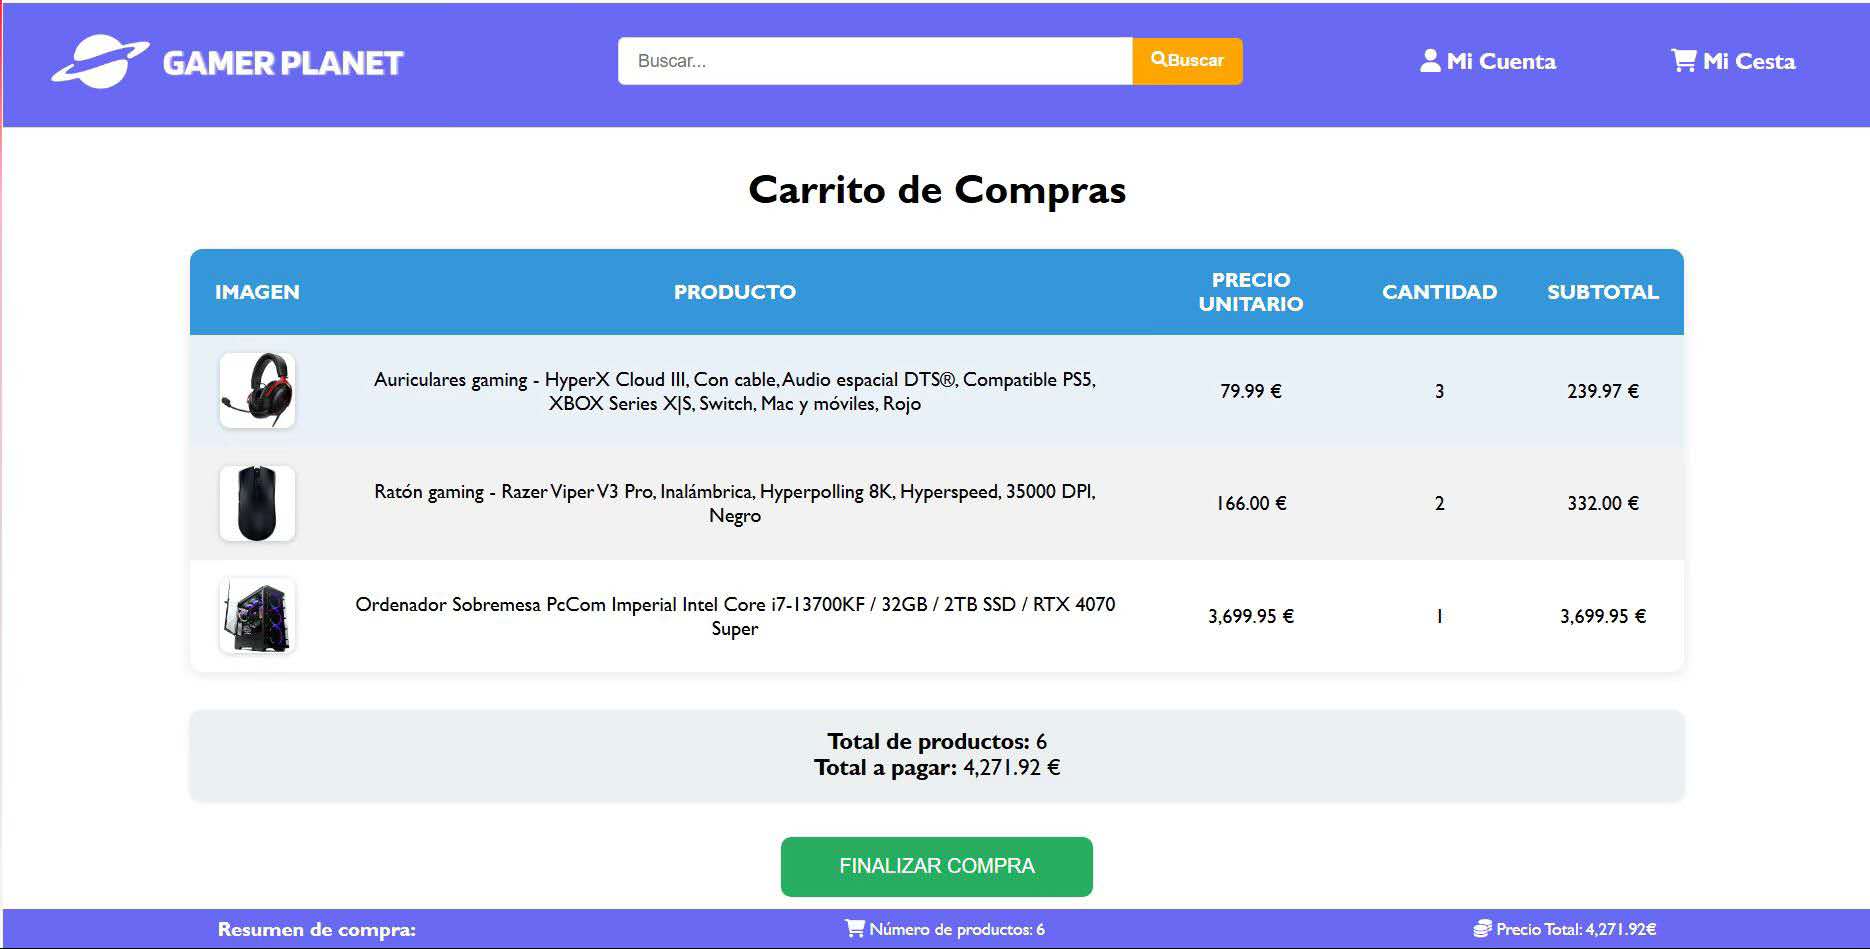 GAMER PLANET
Buscar...
Buscar
Mi Cuenta
Mi Cesta
Carrito de Compras
IMAGEN
PRODUCTO
PRECIO
UNITARIO
CANTIDAD
SUBTOTAL
Auriculares gaming - HyperX Cloud III, Con cable, Audio espacial DTS®, Compatible PS5,
XBOX Series X|S, Switch, Mac y móviles, Rojo
79.99 €
3
239.97 €
Ratón gaming - Razer Viper V3 Pro, Inalámbrica, Hyperpolling 8K, Hyperspeed, 35000 DPI,
Negro
166.00 €
2
332.00 €
Ordenador Sobremesa PcCom Imperial Intel Core i7-13700KF / 32GB / 2TB SSD / RTX 4070
Super
3,699.95 €
1
3,699.95 €
Total de productos: 6
Total a pagar: 4,271.92 €
FINALIZAR COMPRA
Resumen de compra:
Número de productos: 6
Precio Total: 4,271.92€